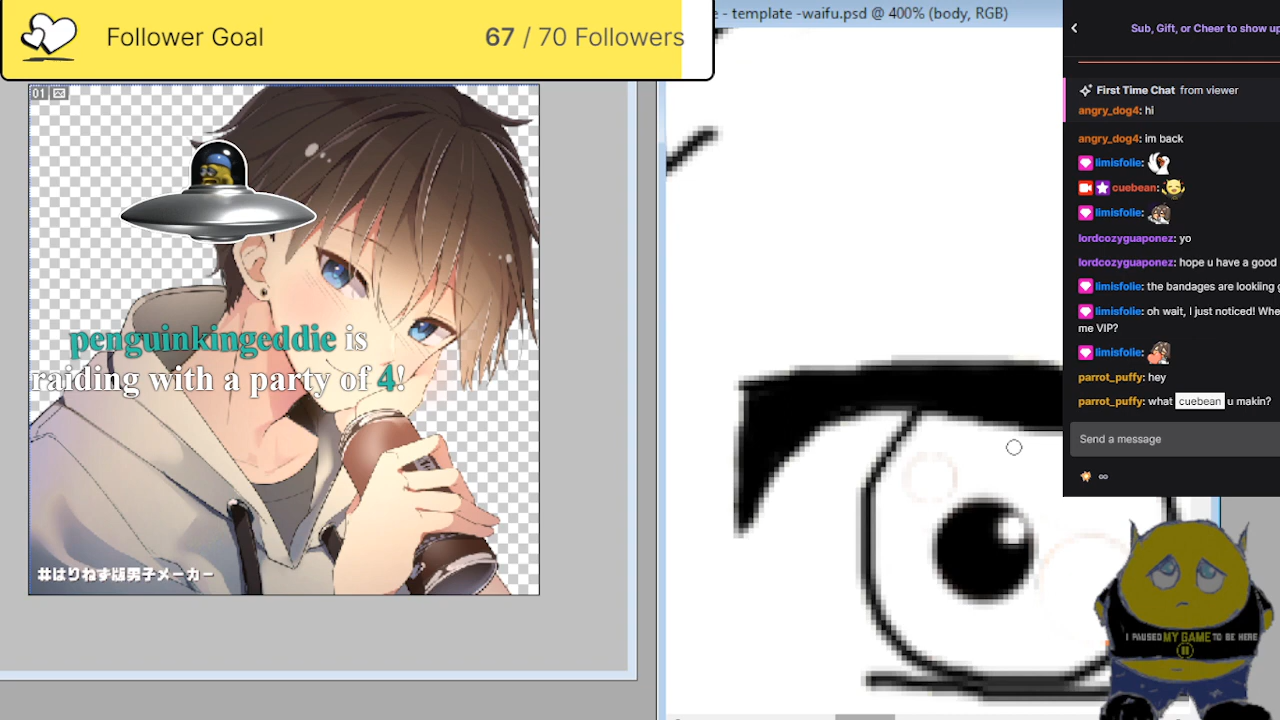 Follower Goal
67 / 70 Followers
e - template -waifu.psd @ 400% (body, RGB)
01
penguinkingeddie is
raiding with a party of 4!
#はりねず版男子メーカー
Sub, Gift, or Cheer to show up
First Time Chat from viewer
angry_dog4: hi
angry_dog4: im back
limisfolie:
cuebean:
limisfolie:
lordcozyguaponez: yo
lordcozyguaponez: hope u have a good
limisfolie: the bandages are lookiing g
limisfolie: oh wait, I just noticed! Whe
me VIP?
limisfolie:
parrot_puffy: hey
parrot_puffy: what cuebean u makin?
Send a message
∞
I PAUSED MY GAME TO BE HERE